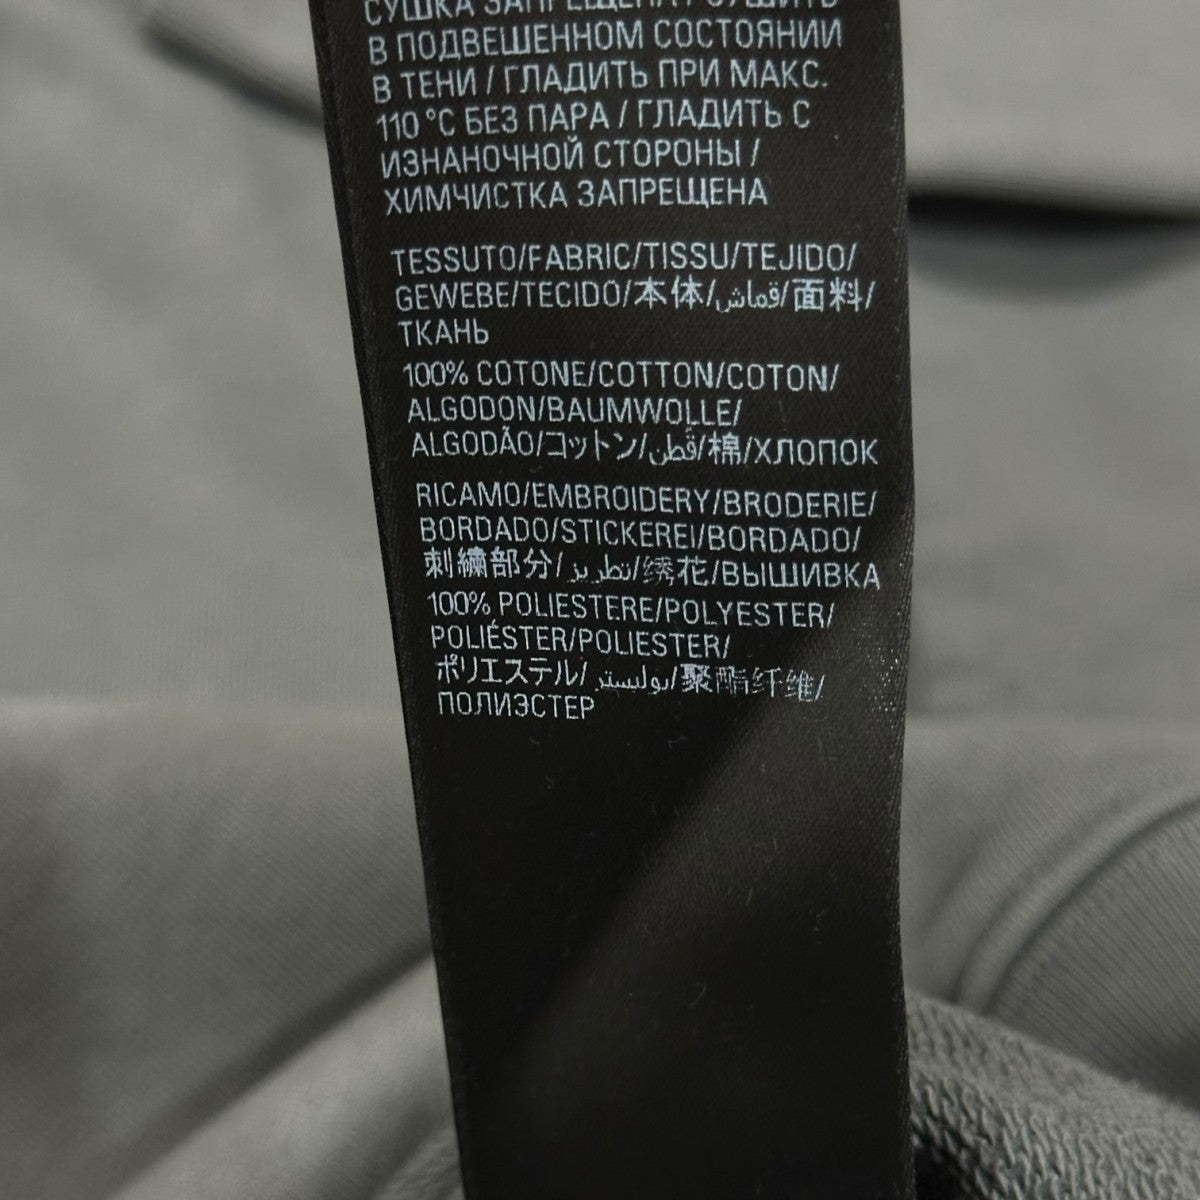 СУШКА ЗАПРЕЩЕНА / СУШИТЬ
В ПОДВЕШЕННОМ СОСТОЯНИИ
В ТЕНИ / ГЛАДИТЬ ПРИ МАКС.
110 °C БЕЗ ПАРА / ГЛАДИТЬ С
ИЗНАНОЧНОЙ СТОРОНЫ /
ХИМЧИСТКА ЗАПРЕЩЕНА
TESSUTO/FABRIC/TISSU/TEJIDO/
GEWEBE/TECIDO/本体/قماش/面料/
ТКАНЬ
100% COTONE/COTTON/COTON/
ALGODON/BAUMWOLLE/
ALGODÃO/コットン/قطن/棉/ХЛОПОК
RICAMO/EMBROIDERY/BRODERIE/
BORDADO/STICKEREI/BORDADO/
刺繍部分/تطريز/绣花/ВЫШИВКА
100% POLIESTERE/POLYESTER/
POLIÉSTER/POLIESTER/
ポリエステル/بوليستر/聚酯纤维/
ПОЛИЭСТЕР